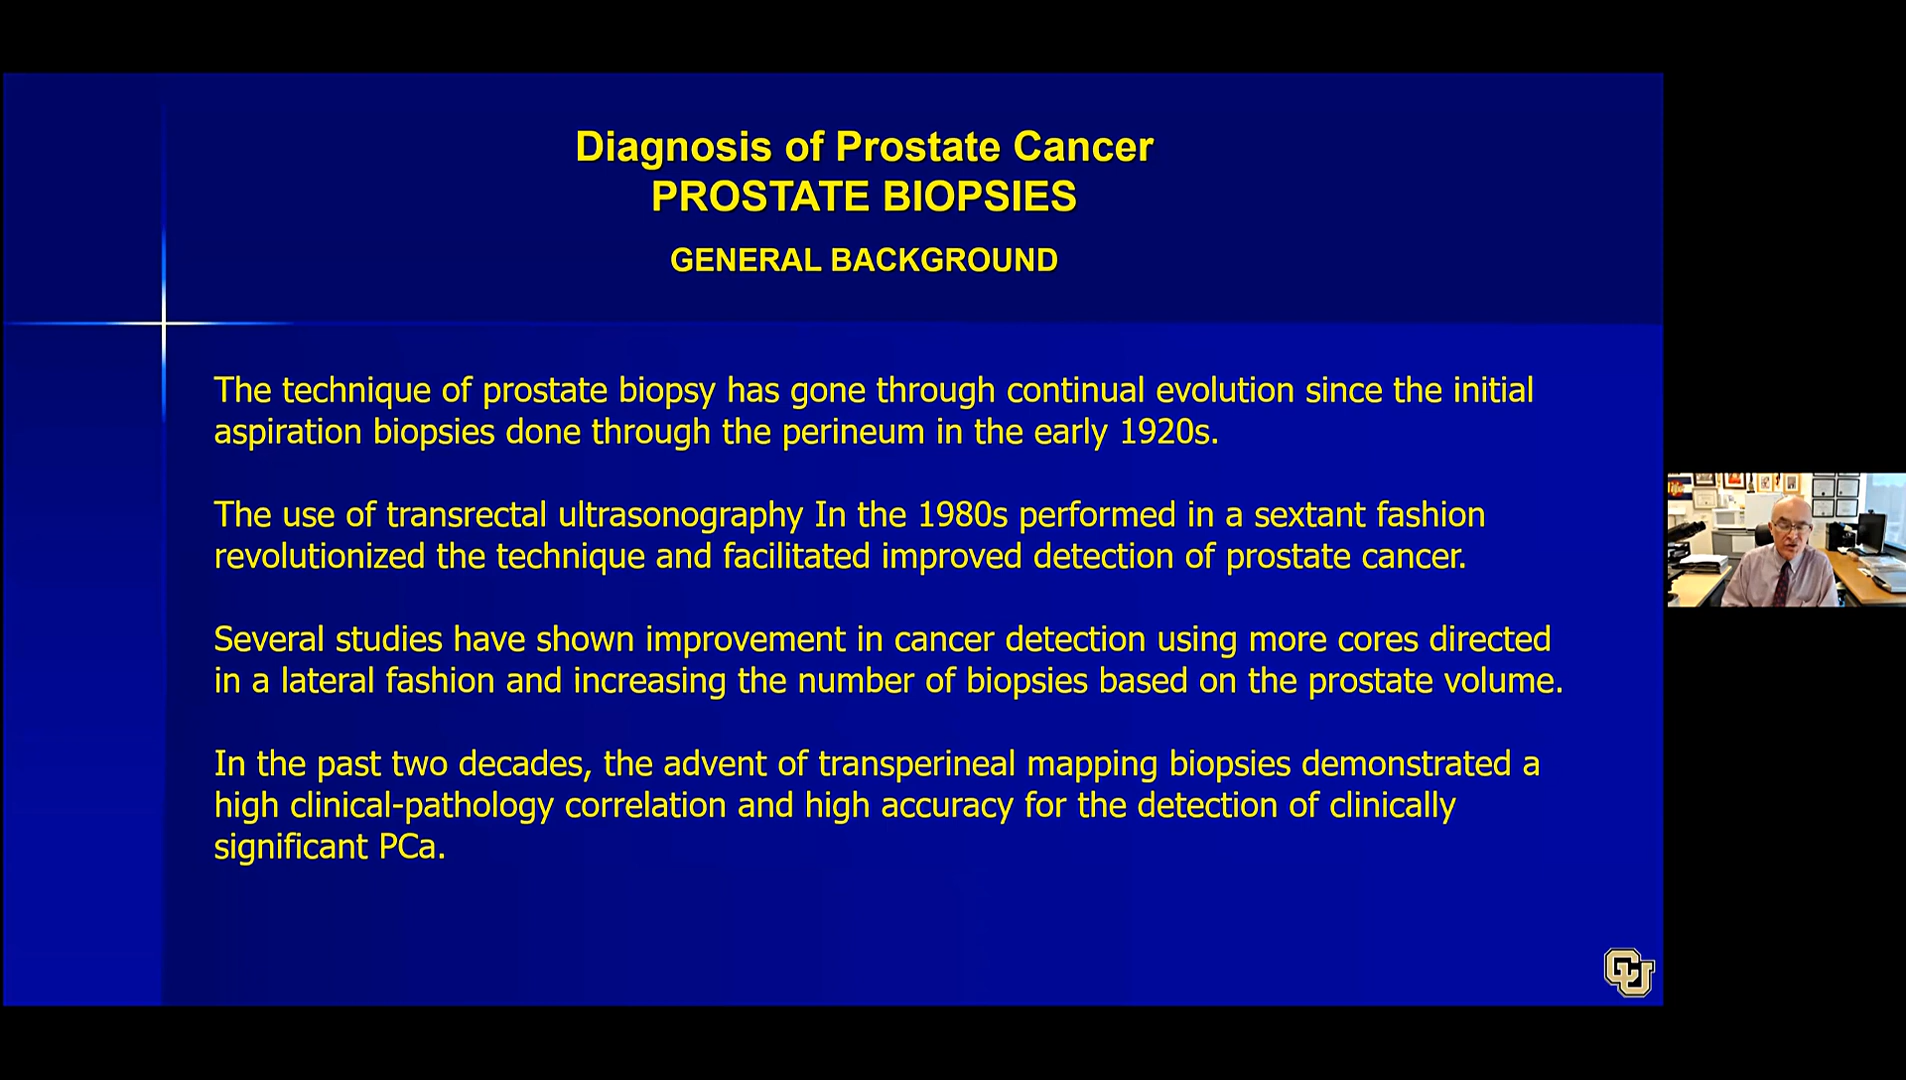 Diagnosis of Prostate Cancer
PROSTATE BIOPSIES
GENERAL BACKGROUND
The technique of prostate biopsy has gone through continual evolution since the initial
aspiration biopsies done through the perineum in the early 1920s.
The use of transrectal ultrasonography In the 1980s performed in a sextant fashion
revolutionized the technique and facilitated improved detection of prostate cancer.
Several studies have shown improvement in cancer detection using more cores directed
in a lateral fashion and increasing the number of biopsies based on the prostate volume.
In the past two decades, the advent of transperineal mapping biopsies demonstrated a
high clinical-pathology correlation and high accuracy for the detection of clinically
significant PCa.
CU